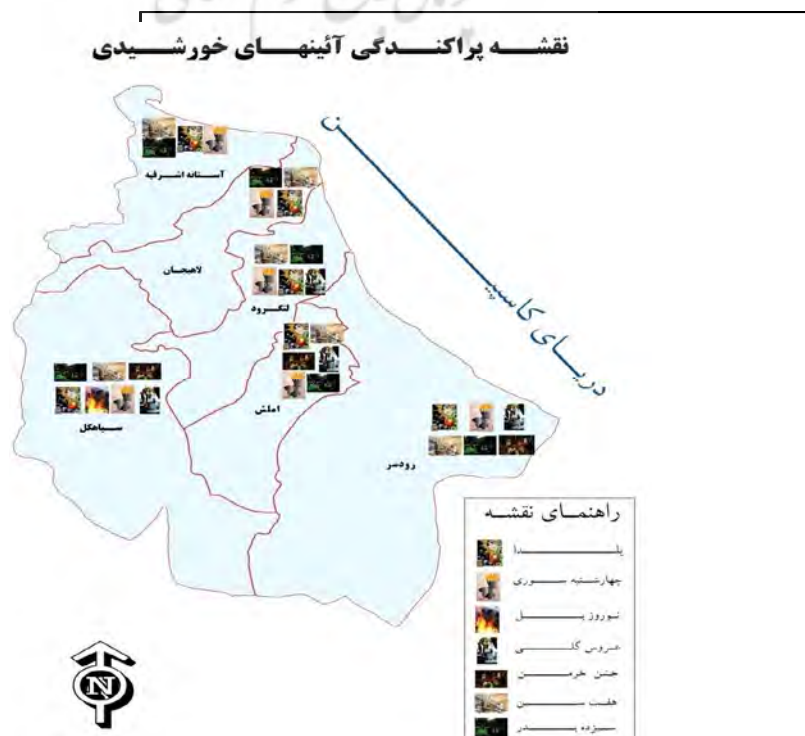 نقشه پراکندگی آئینهای خورشیدی
دریای کاسپین
آستانه اشرفیه
لاهیجان
لنگرود
املش
سیاهکل
رودسر
راهنمای نقشه
یلدا
چهارشنبه سوری
نوروز بل
عروس گلی
جشن خرمن
هفت سین
سیزده بدر
N